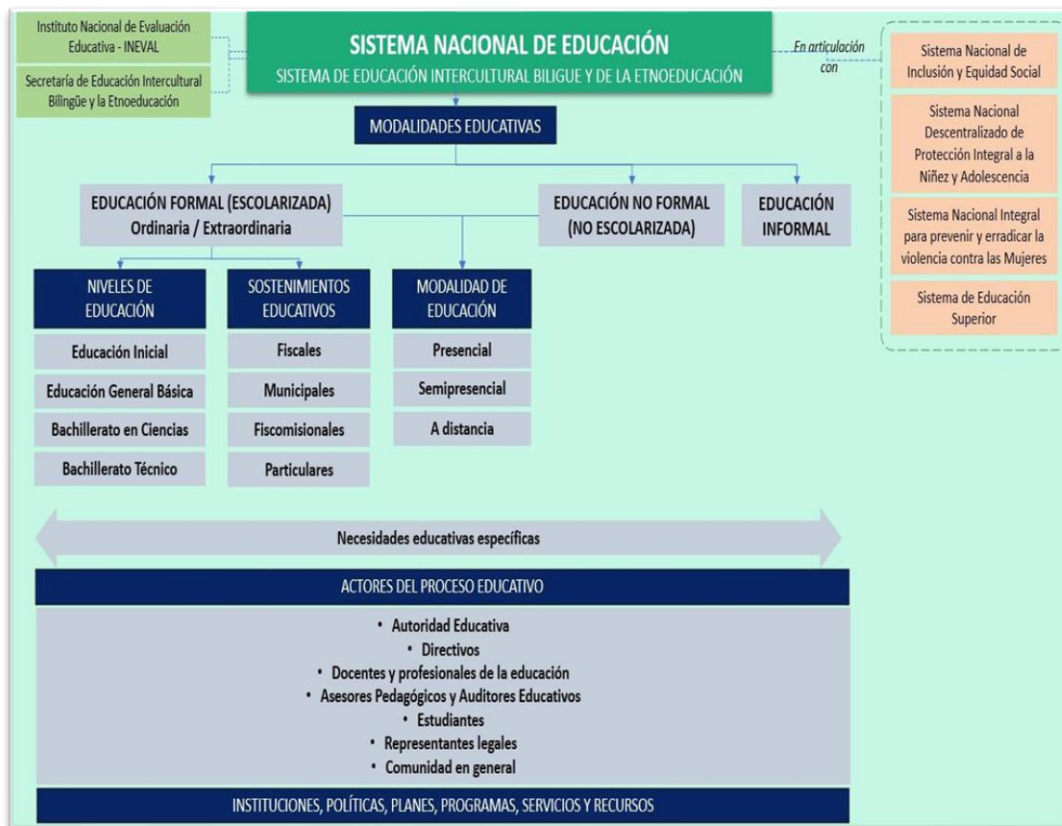 Instituto Nacional de Evaluación
Educativa - INEVAL
Secretaría de Educación Intercultural
Bilingüe y la Etnoeducación
SISTEMA NACIONAL DE EDUCACIÓN
SISTEMA DE EDUCACIÓN INTERCULTURAL BILIGUE Y DE LA ETNOEDUCACIÓN
En articulación
con
Sistema Nacional de
Inclusión y Equidad Social
Sistema Nacional
Descentralizado de
Protección Integral a la
Niñez y Adolescencia
Sistema Nacional Integral
para prevenir y erradicar la
violencia contra las Mujeres
Sistema de Educación
Superior
MODALIDADES EDUCATIVAS
EDUCACIÓN FORMAL (ESCOLARIZADA)
Ordinaria / Extraordinaria
EDUCACIÓN NO FORMAL
(NO ESCOLARIZADA)
EDUCACIÓN
INFORMAL
NIVELES DE
EDUCACIÓN
Educación Inicial
Educación General Básica
Bachillerato en Ciencias
Bachillerato Técnico
SOSTENIMIENTOS
EDUCATIVOS
Fiscales
Municipales
Fiscomisionales
Particulares
MODALIDAD DE
EDUCACIÓN
Presencial
Semipresencial
A distancia
Necesidades educativas específicas
ACTORES DEL PROCESO EDUCATIVO
• Autoridad Educativa
• Directivos
• Docentes y profesionales de la educación
• Asesores Pedagógicos y Auditores Educativos
• Estudiantes
• Representantes legales
• Comunidad en general
INSTITUCIONES, POLÍTICAS, PLANES, PROGRAMAS, SERVICIOS Y RECURSOS